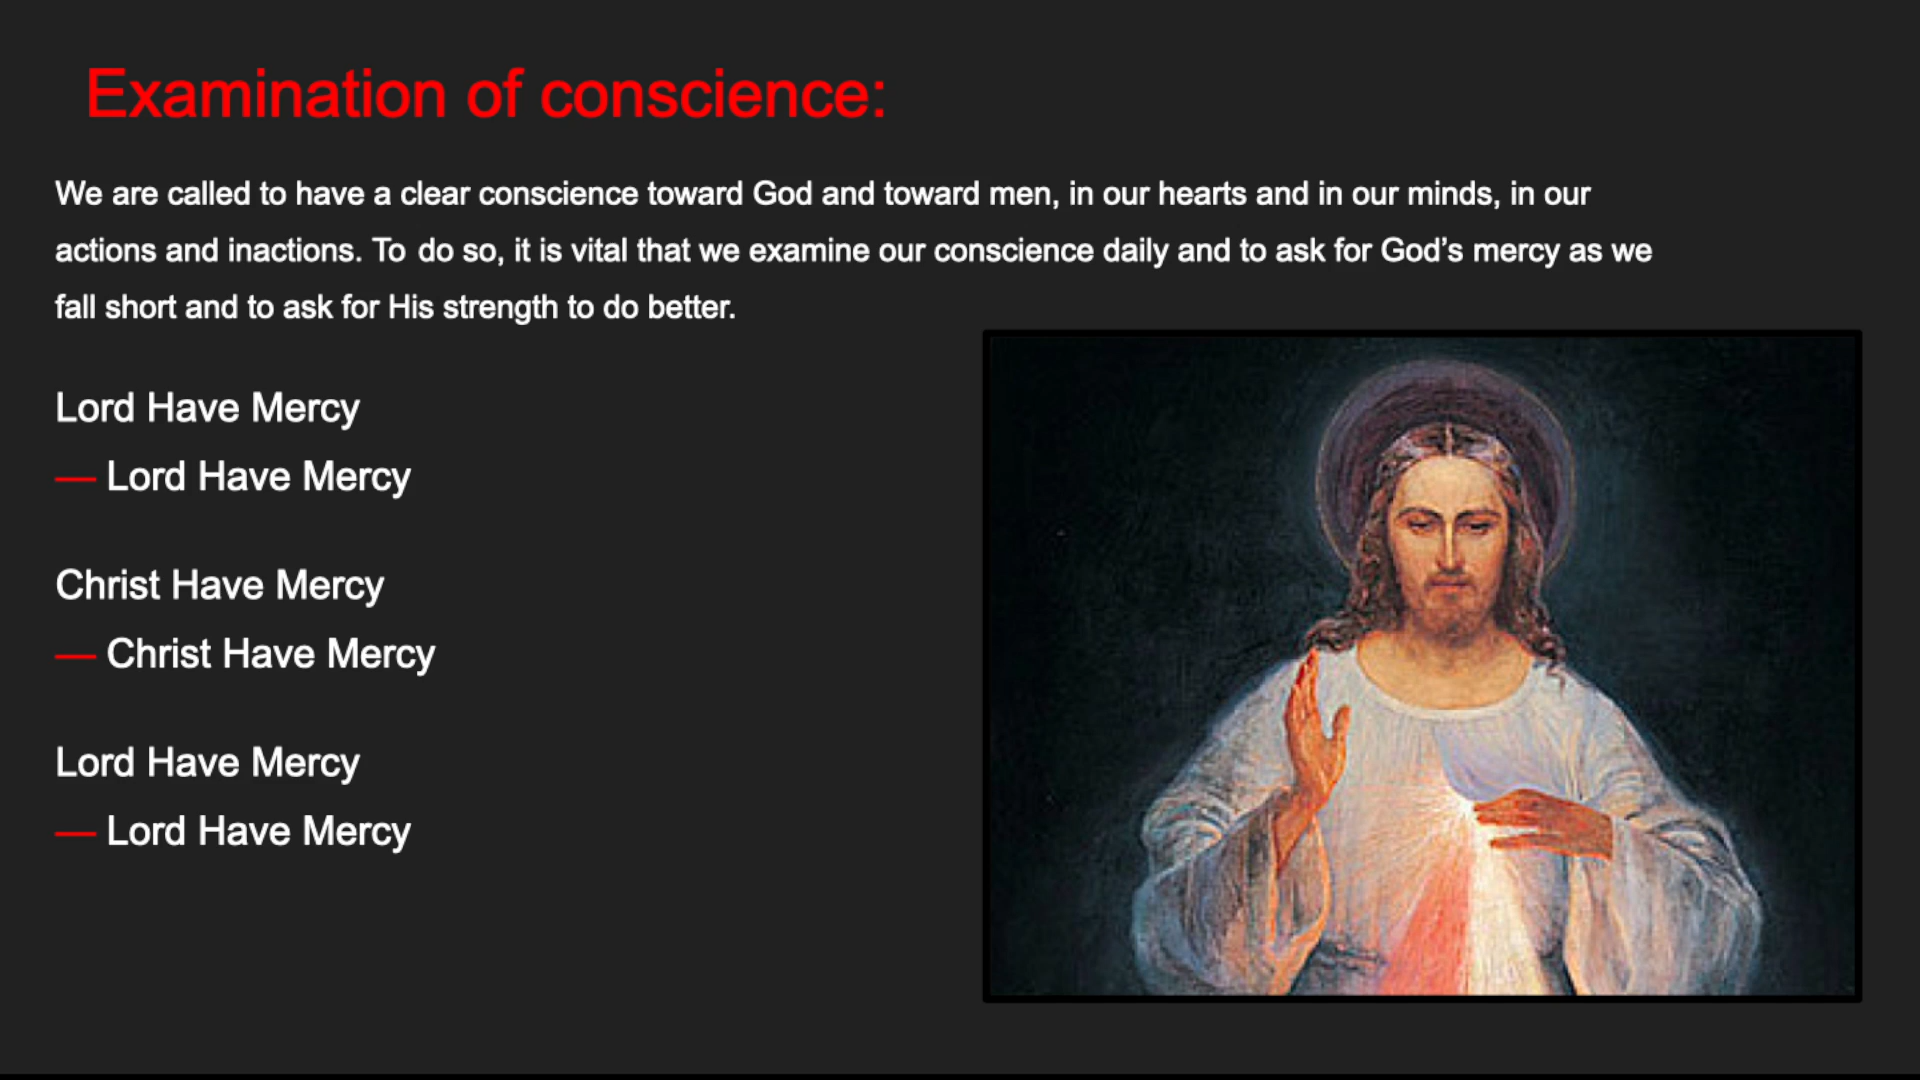 Examination of conscience:
We are called to have a clear conscience toward God and toward men, in our hearts and in our minds, in our
actions and inactions. To do so, it is vital that we examine our conscience daily and to ask for God’s mercy as we
fall short and to ask for His strength to do better.
Lord Have Mercy
— Lord Have Mercy
Christ Have Mercy
— Christ Have Mercy
Lord Have Mercy
— Lord Have Mercy